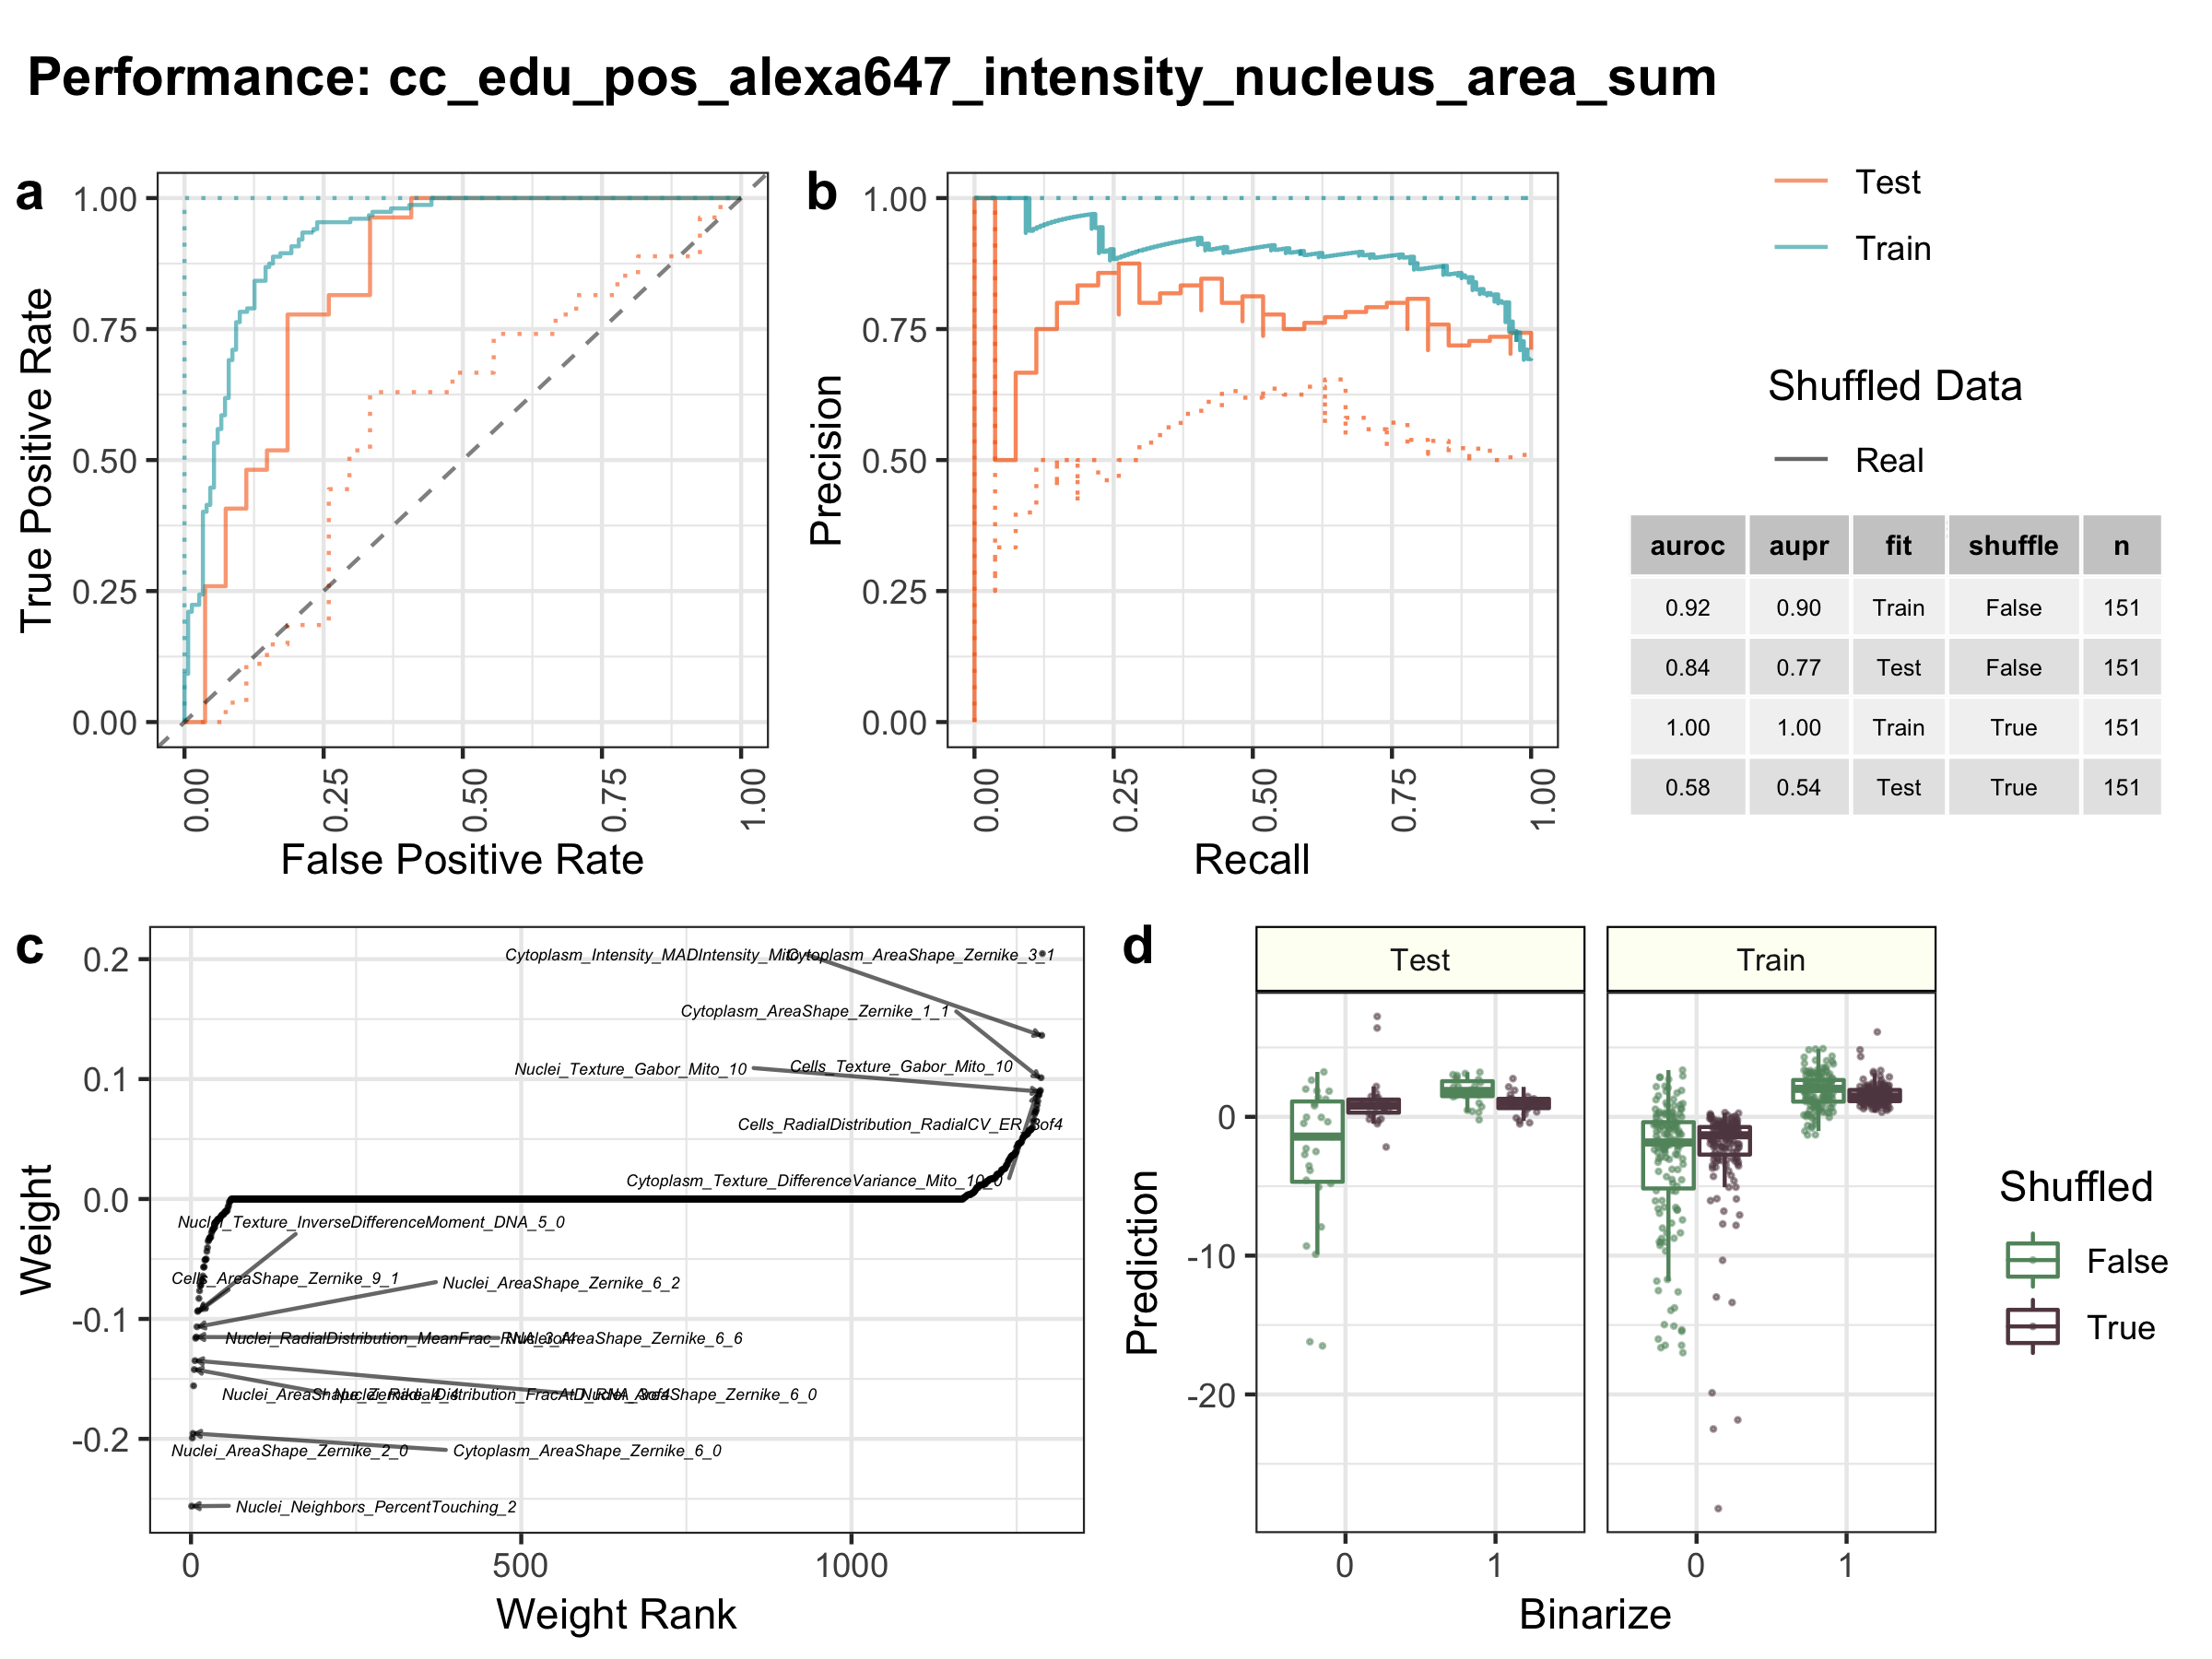 Performance: cc_edu_pos_alexa647_intensity_nucleus_area_sum
a
1.00
0.75
0.50
0.25
0.00
True Positive Rate
0.00
0.25
0.50
0.75
1.00
False Positive Rate
b
1.00
0.75
0.50
0.25
0.00
Precision
0.00
0.25
0.50
0.75
1.00
Recall
Test
Train
Shuffled Data
Real
auroc aupr fit shuffle n
0.92 0.90 Train False 151
0.84 0.77 Test False 151
1.00 1.00 Train True 151
0.58 0.54 Test True 151
c
0.2
0.1
0.0
-0.1
-0.2
Weight
Cytoplasm_Intensity_MADIntensity_Mito
Cytoplasm_AreaShape_Zernike_3_1
Cytoplasm_AreaShape_Zernike_1_1
Nuclei_Texture_Gabor_Mito_10
Cells_Texture_Gabor_Mito_10
Cells_RadialDistribution_RadialCV_ER_3of4
Cytoplasm_Texture_DifferenceVariance_Mito_10_0
Nuclei_Texture_InverseDifferenceMoment_DNA_5_0
Cells_AreaShape_Zernike_9_1
Nuclei_AreaShape_Zernike_6_2
Nuclei_RadialDistribution_MeanFrac_RNA_3of4
Nuclei_AreaShape_Zernike_6_6
Nuclei_AreaShape_Zernike_4_4
Nuclei_RadialDistribution_FracAtD_RNA_3of4
Nuclei_AreaShape_Zernike_6_0
Nuclei_AreaShape_Zernike_2_0
Cytoplasm_AreaShape_Zernike_6_0
Nuclei_Neighbors_PercentTouching_2
0
500
1000
Weight Rank
d
Test
Train
0
-10
-20
Prediction
0
1
0
1
Binarize
Shuffled
False
True